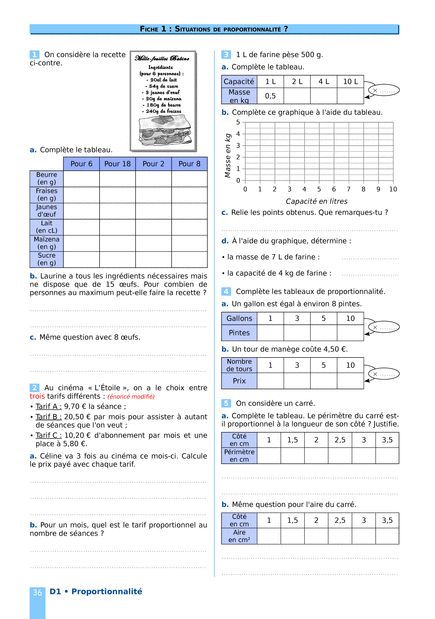 FICHE 1 : SITUATIONS DE PROPORTIONNALITÉ ?
1 On considère la recette
ci-contre.
Mille-feuilles Babine
Ingrédients
(pour 6 personnes) :
- 90cl de lait
- 84g de sucre
- 3 jaunes d'œuf
- 30g de maïzena
- 180g de beurre
- 240g de fraises
a. Complète le tableau.
Pour 6 Pour 18 Pour 2 Pour 8
Beurre
(en g)
Fraises
(en g)
Jaunes
d'œuf
Lait
(en cL)
Maïzena
(en g)
Sucre
(en g)
b. Laurine a tous les ingrédients nécessaires mais
ne dispose que de 15 œufs. Pour combien de
personnes au maximum peut-elle faire la recette ?
c. Même question avec 8 œufs.
2 Au cinéma « L'Étoile », on a le choix entre
trois tarifs différents : (énoncé modifié)
• Tarif A : 9,70 € la séance ;
• Tarif B : 20,50 € par mois pour assister à autant
de séances que l'on veut ;
• Tarif C : 10,20 € d'abonnement par mois et une
place à 5,80 €.
a. Céline va 3 fois au cinéma ce mois-ci. Calcule
le prix payé avec chaque tarif.
b. Pour un mois, quel est le tarif proportionnel au
nombre de séances ?
3 1 L de farine pèse 500 g.
a. Complète le tableau.
Capacité 1 L 2 L 4 L 10 L
Masse
en kg 0,5
× ......
b. Complète ce graphique à l'aide du tableau.
Masse en kg
5
4
3
2
1
0
0 1 2 3 4 5 6 7 8 9 10
Capacité en litres
c. Relie les points obtenus. Que remarques-tu ?
d. À l'aide du graphique, détermine :
• la masse de 7 L de farine :
• la capacité de 4 kg de farine :
4 Complète les tableaux de proportionnalité.
a. Un gallon est égal à environ 8 pintes.
Gallons 1 3 5 10
Pintes
× ......
b. Un tour de manège coûte 4,50 €.
Nombre
de tours 1 3 5 10
Prix
× ......
5 On considère un carré.
a. Complète le tableau. Le périmètre du carré est-
il proportionnel à la longueur de son côté ? Justifie.
Côté
en cm 1 1,5 2 2,5 3 3,5
Périmètre
en cm
b. Même question pour l'aire du carré.
Côté
en cm 1 1,5 2 2,5 3 3,5
Aire
en cm²
36 D1 • Proportionnalité